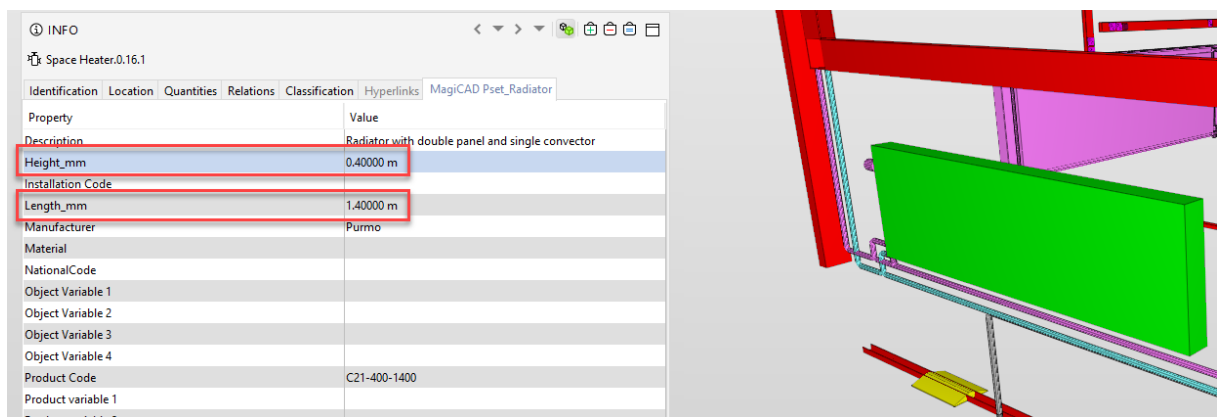 INFO
Space Heater.0.16.1
Identification Location Quantities Relations Classification Hyperlinks MagiCAD Pset_Radiator
Property Value
Description Radiator with double panel and single convector
Height_mm 0.40000 m
Installation Code
Length_mm 1.40000 m
Manufacturer Purmo
Material
NationalCode
Object Variable 1
Object Variable 2
Object Variable 3
Object Variable 4
Product Code C21-400-1400
Product variable 1